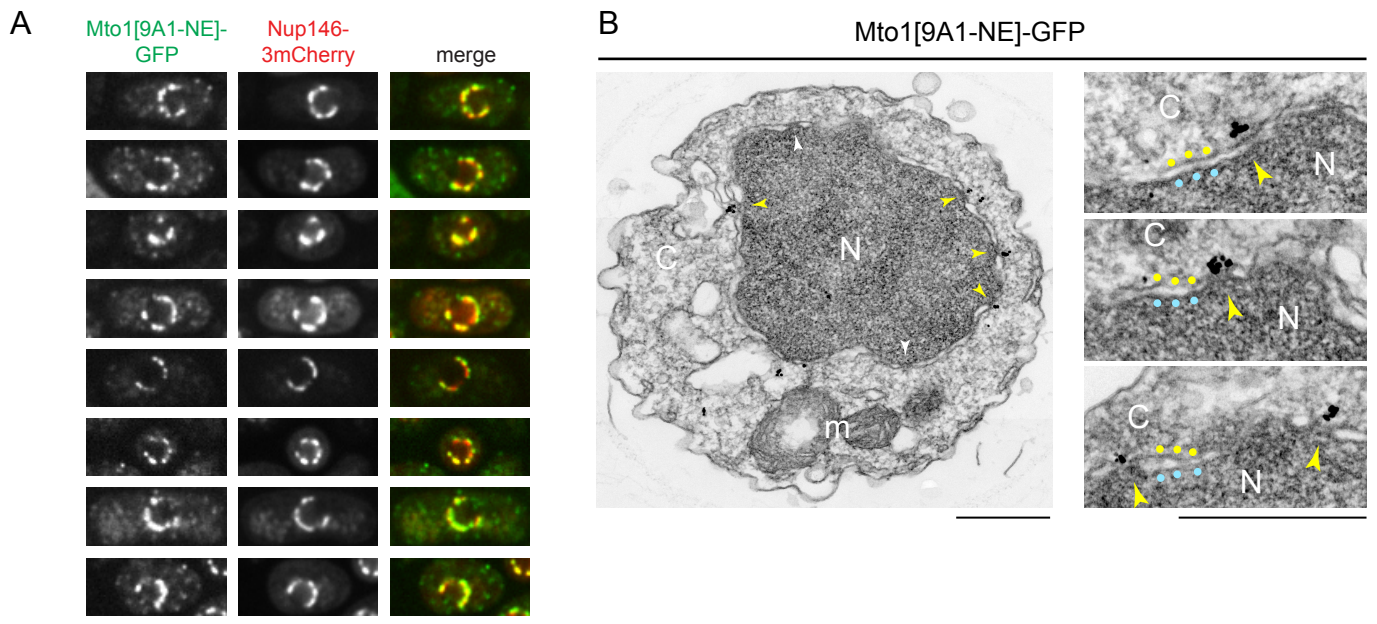 A
Mto1[9A1-NE]-
GFP
Nup146-
3mCherry
merge
B
Mto1[9A1-NE]-GFP
C
N
m
C
N
C
N
C
N